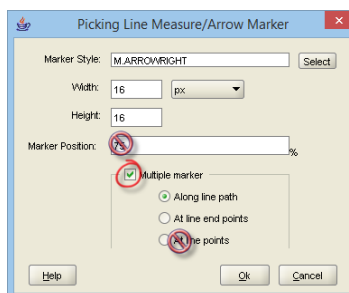 Picking Line Measure/Arrow Marker
Marker Style: M.ARROWRIGHT Select
Width: 16 px
Height: 16
Marker Position: 75 %
Multiple marker
Along line path
At line end points
At line points
Help Ok Cancel